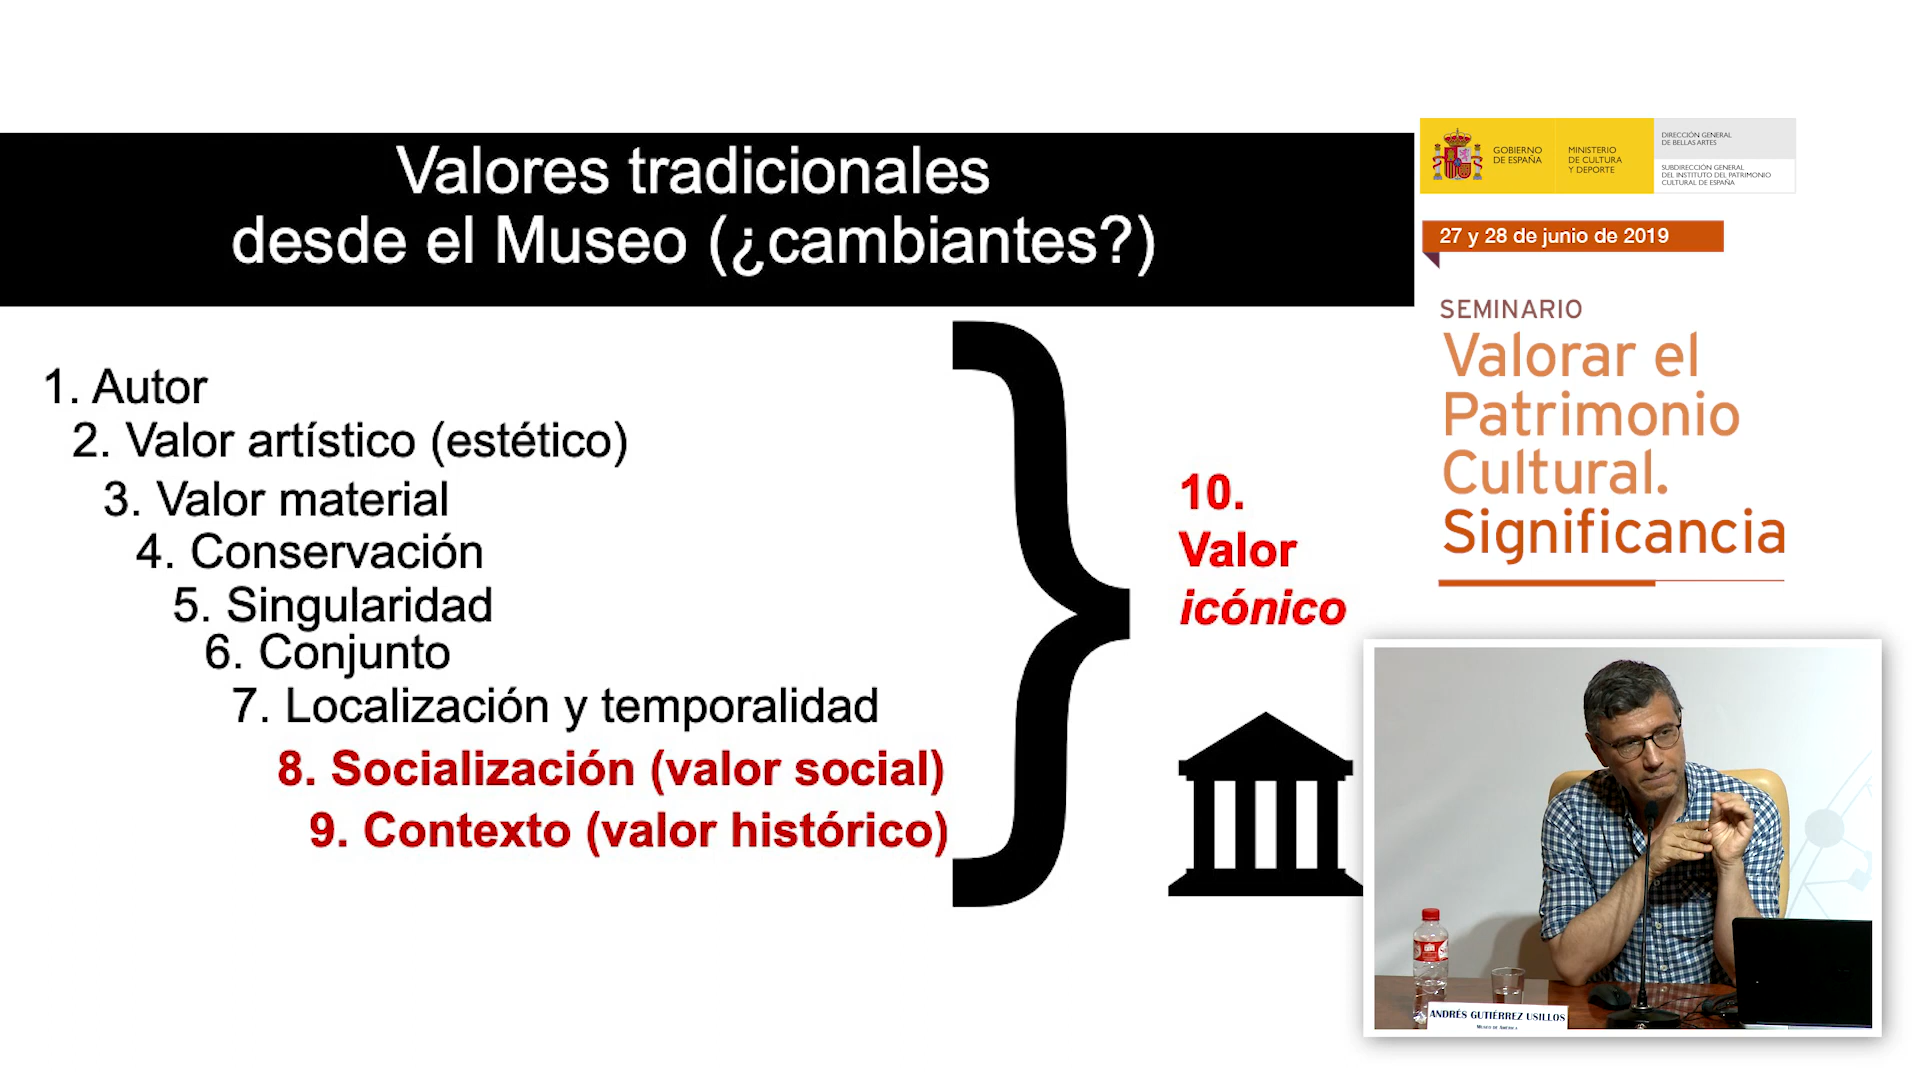 Valores tradicionales
desde el Museo (¿cambiantes?)
1. Autor
2. Valor artístico (estético)
3. Valor material
4. Conservación
5. Singularidad
6. Conjunto
7. Localización y temporalidad
8. Socialización (valor social)
9. Contexto (valor histórico)
10.
Valor
icónico
GOBIERNO
DE ESPAÑA
MINISTERIO
DE CULTURA
Y DEPORTE
DIRECCIÓN GENERAL
DE BELLAS ARTES
SUBDIRECCIÓN GENERAL
DEL INSTITUTO DEL PATRIMONIO
CULTURAL DE ESPAÑA
27 y 28 de junio de 2019
SEMINARIO
Valorar el
Patrimonio
Cultural.
Significancia
ANDRÉS GUTIÉRREZ USILLOS
MUSEO DE AMÉRICA